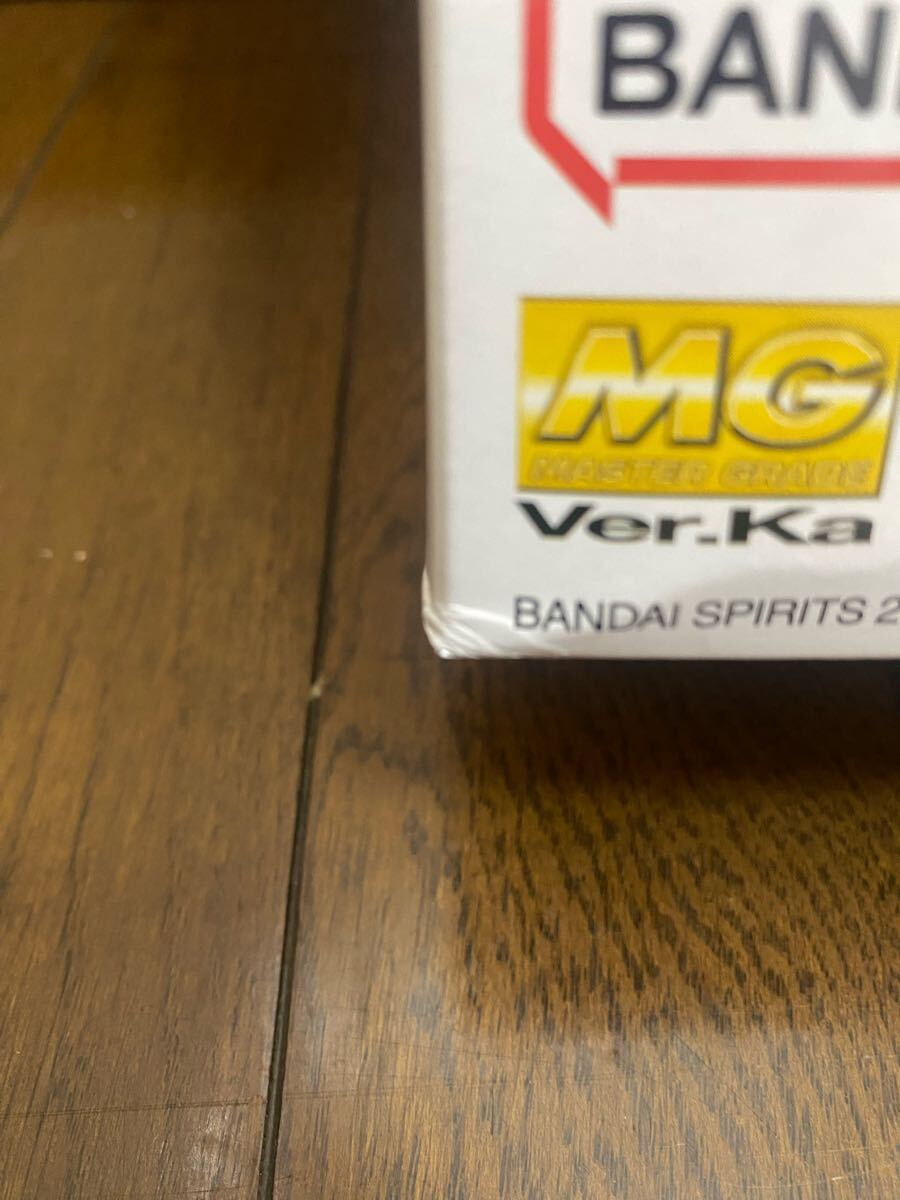 BAN
MG
MASTER GRADE
Ver.Ka
BANDAI SPIRITS 2